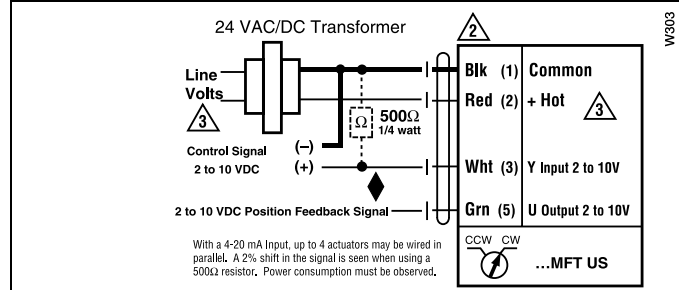 24 VAC/DC Transformer
2
W303
Line
Volts
3
Blk (1) Common
Red (2) + Hot
3
Ω
500Ω
1/4 watt
Control Signal
2 to 10 VDC
(–)
(+)
Wht (3) Y Input 2 to 10V
2 to 10 VDC Position Feedback Signal
Grn (5) U Output 2 to 10V
With a 4-20 mA Input, up to 4 actuators may be wired in
parallel. A 2% shift in the signal is seen when using a
500Ω resistor. Power consumption must be observed.
CCW CW
...MFT US